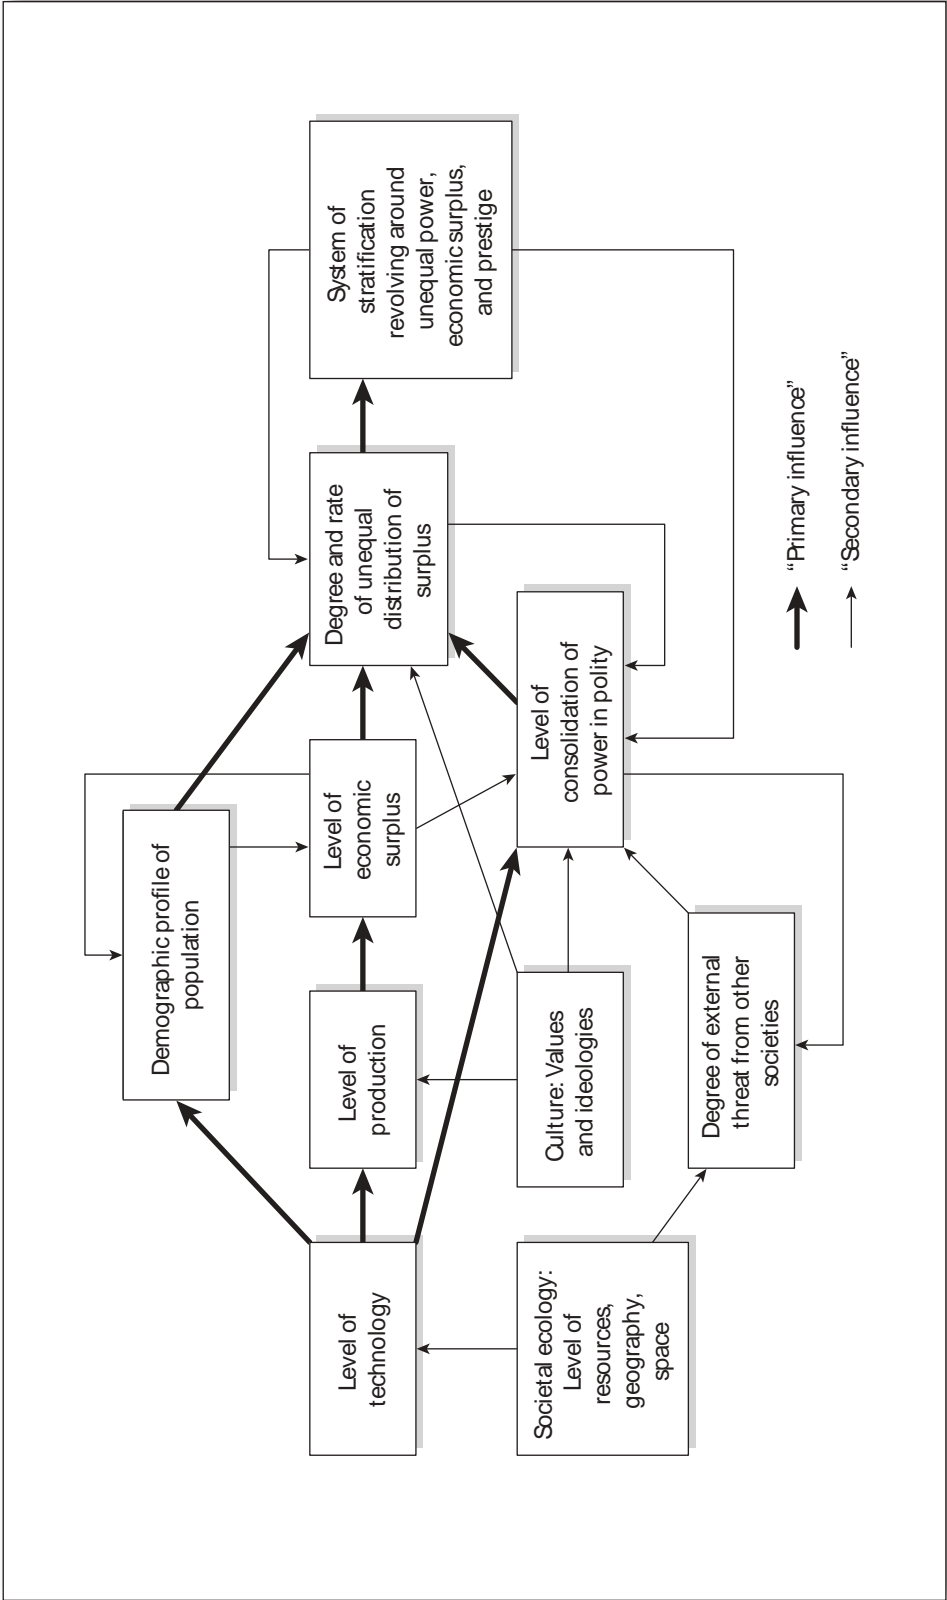 Demographic profile of
population
Level of
technology
Level of
production
Level of
economic
surplus
Degree and rate
of unequal
distribution of
surplus
System of
stratification
revolving around
unequal power,
economic surplus,
and prestige
Societal ecology:
Level of
resources,
geography,
space
Culture: Values
and ideologies
Level of
consolidation of
power in polity
Degree of external
threat from other
societies
“Primary influence”
“Secondary influence”